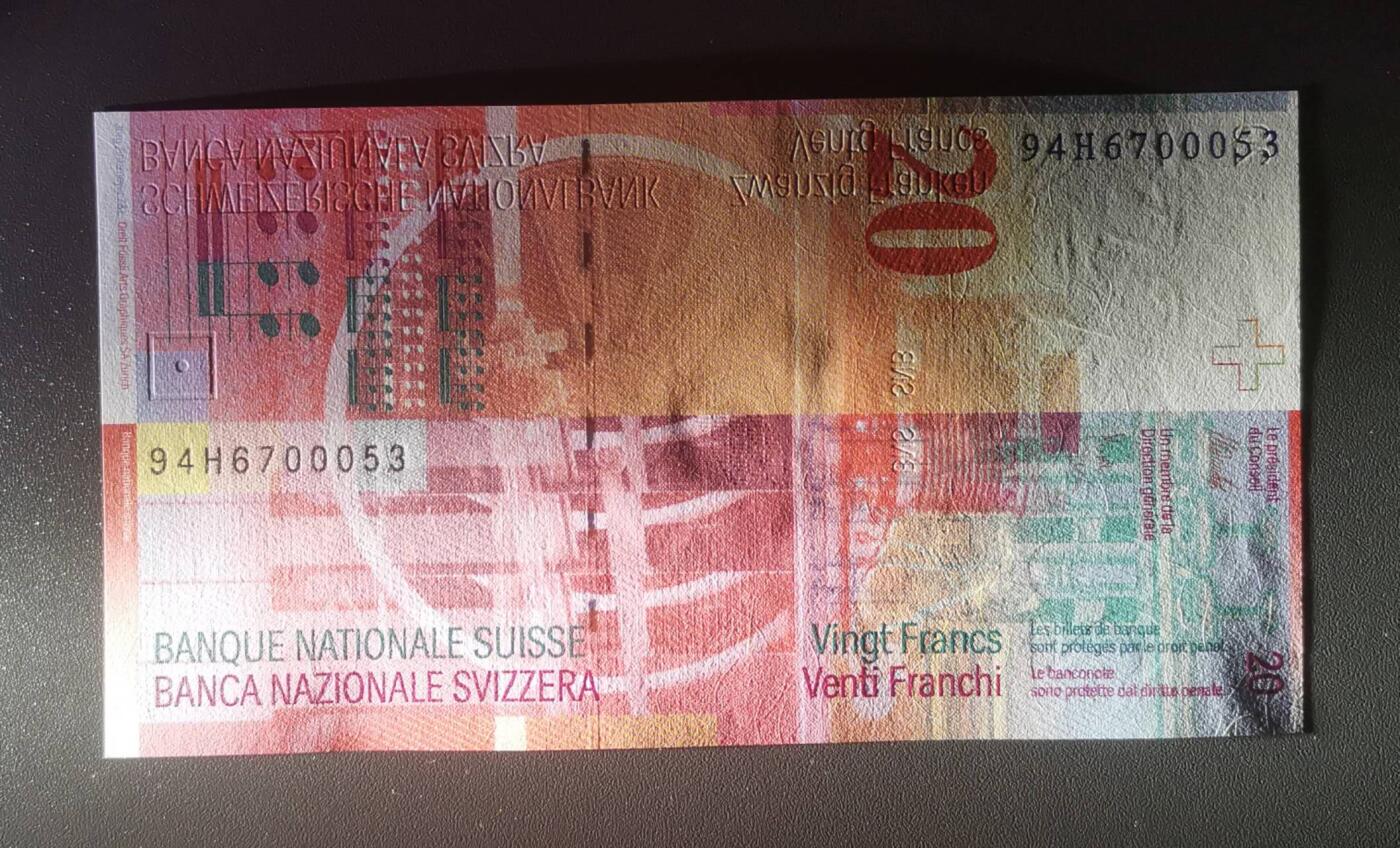 BANCA NAZIUNALA SVIZRA
SCHWEIZERISCHE NATIONALBANK
Ventg Francs
Zwanzig Franken
20
94H6700053
94H6700053
BANQUE NATIONALE SUISSE
BANCA NAZIONALE SVIZZERA
Vingt Francs
Venti Franchi
Les billets de banque
sont protégés par le droit pénal.
Le banconote
sono protette dal diritto penale.
Un membre de la
Direction générale
Le président
du Conseil
20